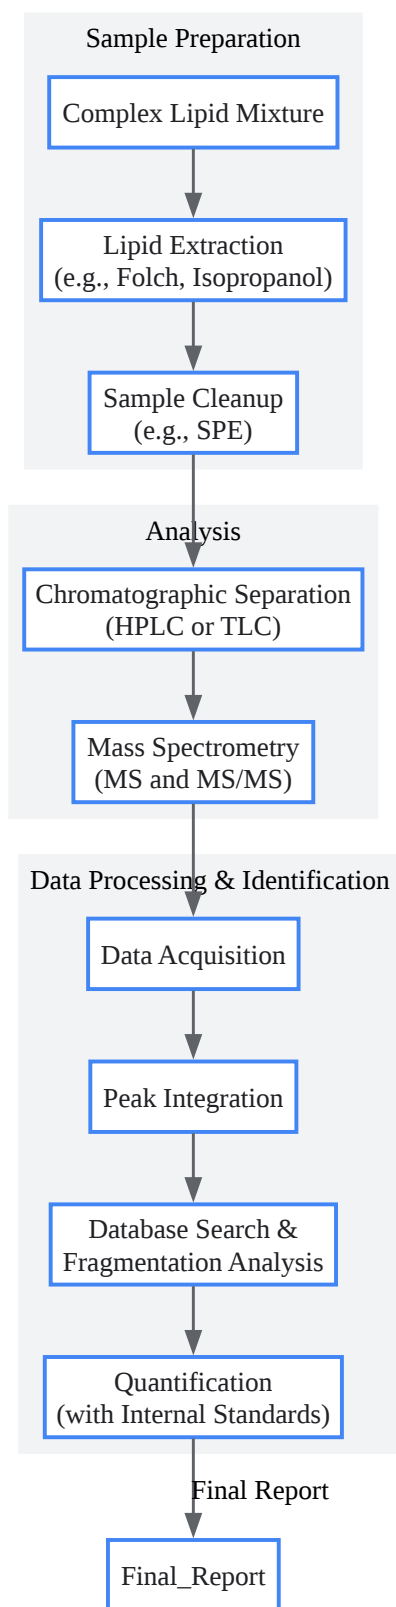 Sample Preparation
Complex Lipid Mixture
Lipid Extraction
(e.g., Folch, Isopropanol)
Sample Cleanup
(e.g., SPE)
Analysis
Chromatographic Separation
(HPLC or TLC)
Mass Spectrometry
(MS and MS/MS)
Data Processing & Identification
Data Acquisition
Peak Integration
Database Search &
Fragmentation Analysis
Quantification
(with Internal Standards)
Final Report
Final_Report